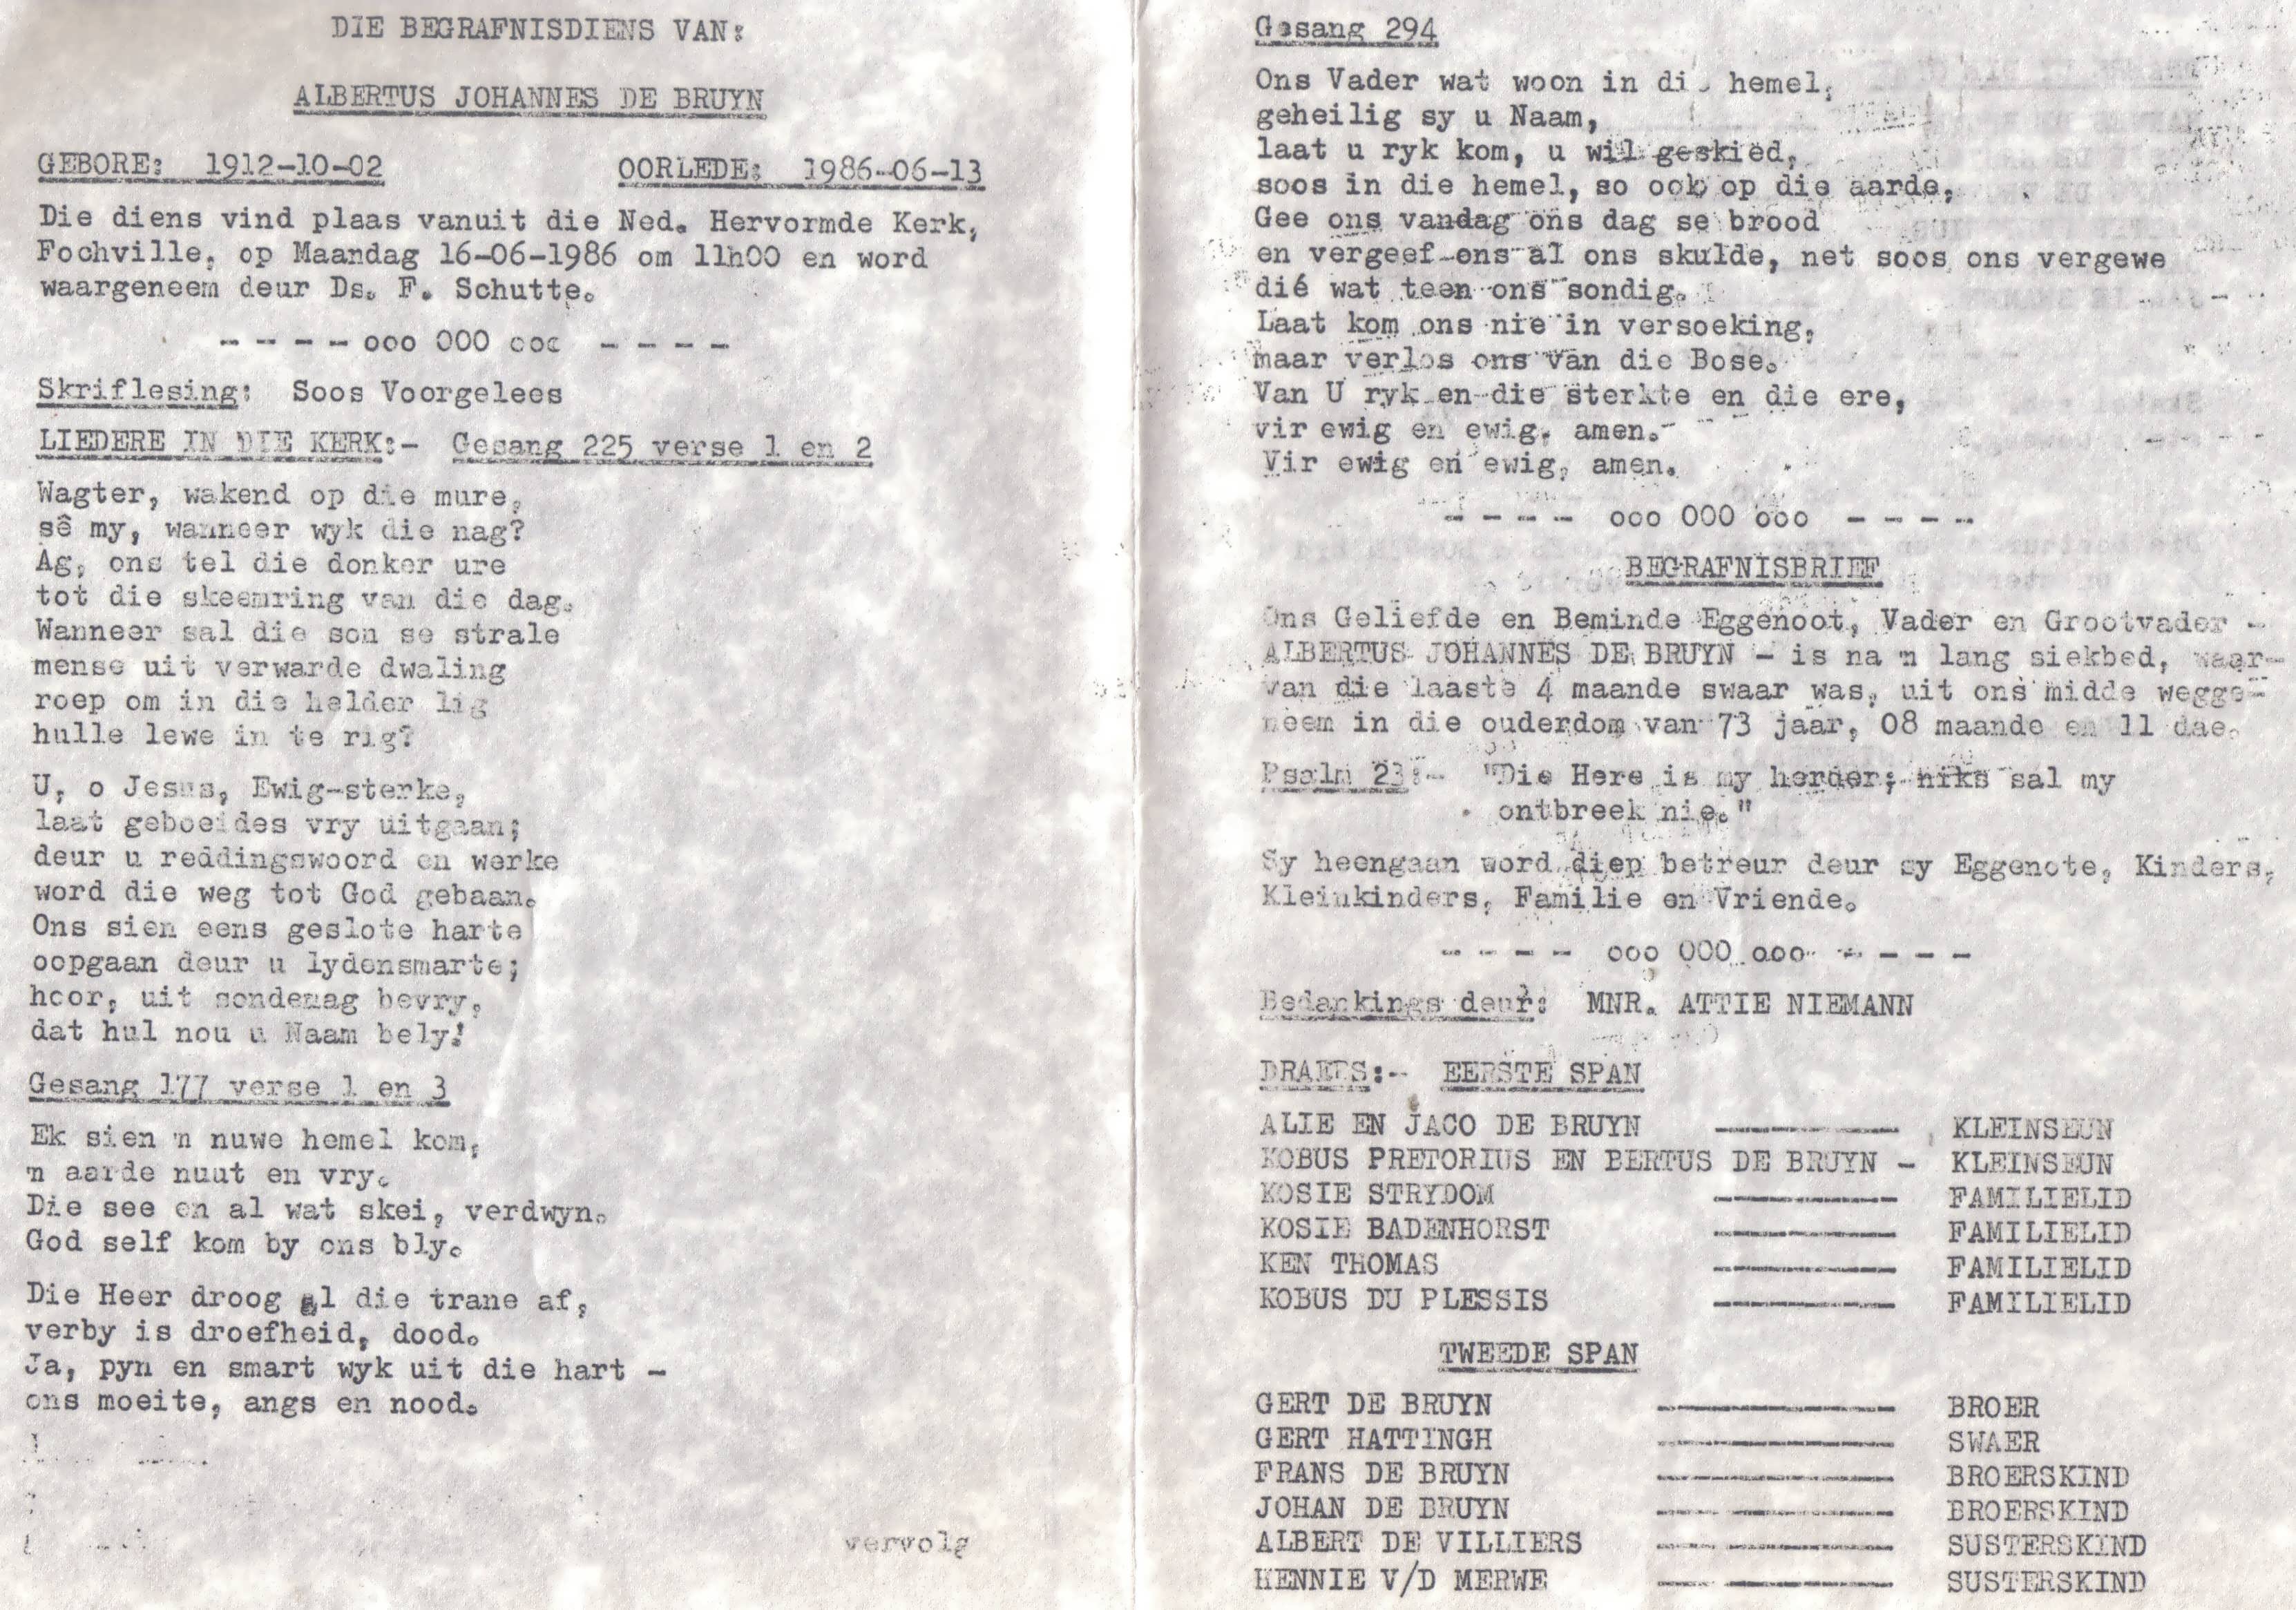 DIE BEGRAFNISDIENS VAN:
ALBERTUS JOHANNES DE BRUYN
GEBORE: 1912-10-02 OORLEDE: 1986-06-13
Die diens vind plaas vanuit die Ned. Hervormde Kerk,
Fochville, op Maandag 16-06-1986 om 11h00 en word
waargeneem deur Ds. F. Schutte.
- - - - ooo OOO ooo - - - -
Skriflesing: Soos Voorgelees
LIEDERE IN DIE KERK:- Gesang 225 verse 1 en 2
Wagter, wakend op die mure,
sê my, wanneer wyk die nag?
Ag, ons tel die donker ure
tot die skeemring van die dag.
Wanneer sal die son se strale
mense uit verwarde dwaling
roep om in die helder lig
hulle lewe in te rig?
U, o Jesus, Ewig-sterke,
laat geboeides vry uitgaan;
deur u reddingswoord en werke
word die weg tot God gebaan.
Ons sien eens geslote harte
oopgaan deur u lydensmarte;
hoor, uit sondemag bevry,
dat hul nou u Naam bely!
Gesang 177 verse 1 en 3
Ek sien 'n nuwe hemel kom,
'n aarde nuut en vry.
Die see en al wat skei, verdwyn.
God self kom by ons bly.
Die Heer droog al die trane af,
verby is droefheid, dood.
Ja, pyn en smart wyk uit die hart -
ons moeite, angs en nood.
vervolg
Gesang 294
Ons Vader wat woon in die hemel,
geheilig sy u Naam,
laat u ryk kom, u wil geskied,
soos in die hemel, so ook op die aarde,
Gee ons vandag ons dag se brood
en vergeef ons al ons skulde, net soos ons vergewe
dié wat teen ons sondig.
Laat kom ons nie in versoeking,
maar verlos ons van die Bose.
Van U ryk en die sterkte en die ere,
vir ewig en ewig, amen.
Vir ewig en ewig, amen.
- - - - ooo OOO ooo - - - -
BEGRAFNISBRIEF
Ons Geliefde en Beminde Eggenoot, Vader en Grootvader -
ALBERTUS JOHANNES DE BRUYN - is na 'n lang siekbed, waar-
van die laaste 4 maande swaar was, uit ons midde wegge-
neem in die ouderdom van 73 jaar, 08 maande en 11 dae.
Psalm 23:- "Die Here is my herder; niks sal my
ontbreek nie."
Sy heengaan word diep betreur deur sy Eggenote, Kinders,
Kleinkinders, Familie en Vriende.
- - - - ooo OOO ooo - - - -
Bedankings deur: MNR. ATTIE NIEMANN
DRAERS:- EERSTE SPAN
ALIE EN JACO DE BRUYN ---------- KLEINSEUN
KOBUS PRETORIUS EN BERTUS DE BRUYN - KLEINSEUN
KOSIE STRYDOM ---------- FAMILIELID
KOSIE BADENHORST ---------- FAMILIELID
KEN THOMAS ---------- FAMILIELID
KOBUS DU PLESSIS ---------- FAMILIELID
TWEEDE SPAN
GERT DE BRUYN ------------- BROER
GERT HATTINGH ------------- SWAER
FRANS DE BRUYN ------------- BROERSKIND
JOHAN DE BRUYN ------------- BROERSKIND
ALBERT DE VILLIERS ------------- SUSTERSKIND
HENNIE V/D MERWE ------------- SUSTERSKIND